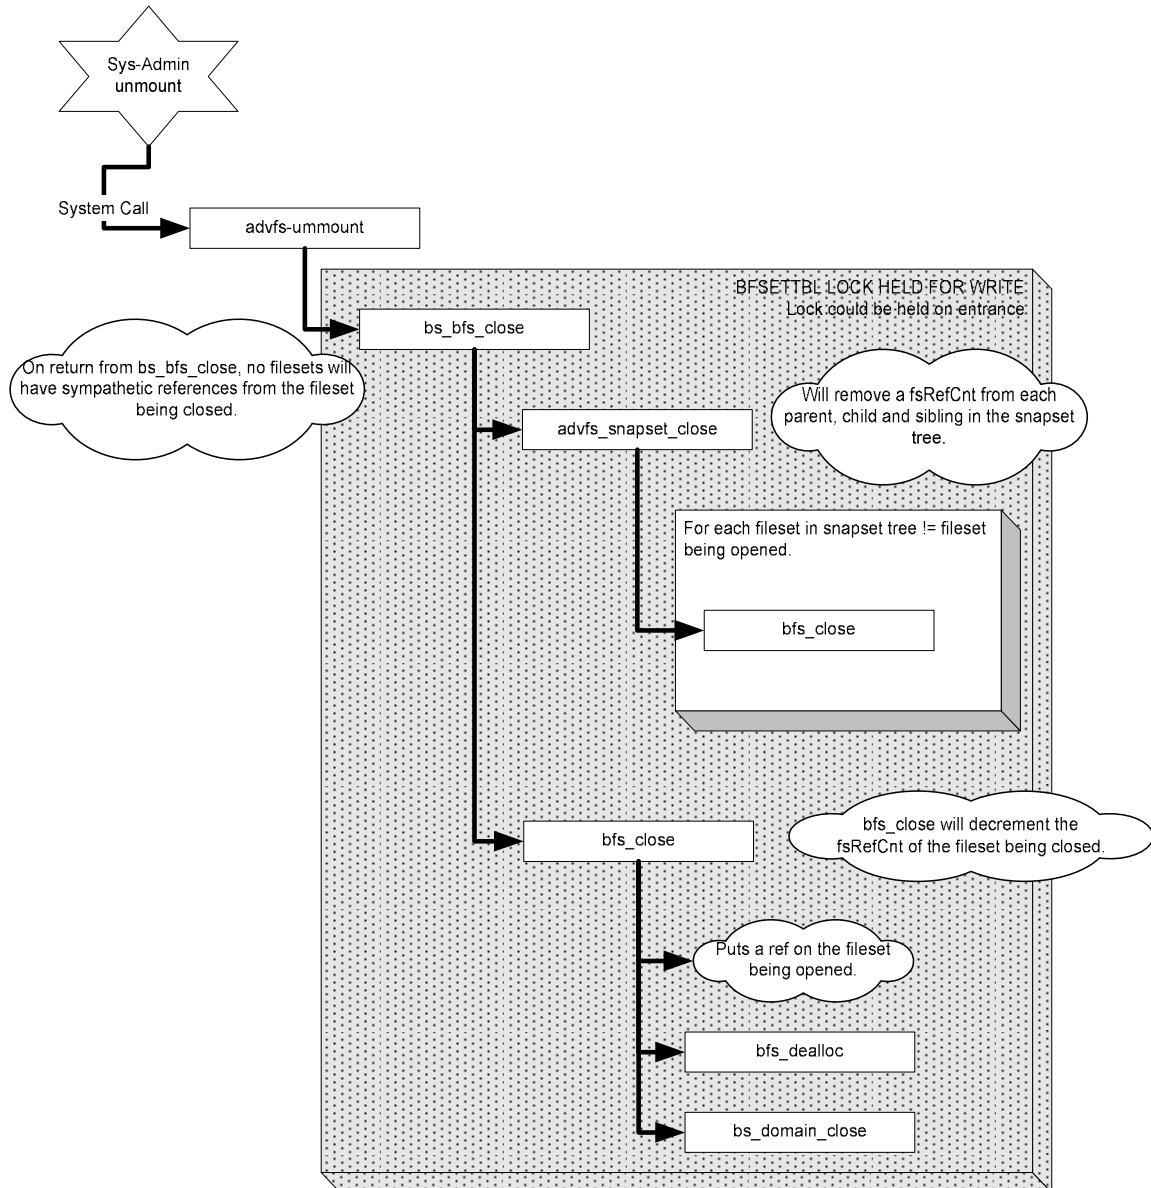 Sys-Admin
unmount
System Call
advfs-ummount
BFSETTBL LOCK HELD FOR WRITE
Lock could be held on entrance
bs_bfs_close
On return from bs_bfs_close, no filesets will
have sympathetic references from the fileset
being closed.
advfs_snapset_close
Will remove a fsRefCnt from each
parent, child and sibling in the snapset
tree.
For each fileset in snapset tree != fileset
being opened.
bfs_close
bfs_close
bfs_close will decrement the
fsRefCnt of the fileset being closed.
Puts a ref on the fileset
being opened.
bfs_dealloc
bs_domain_close